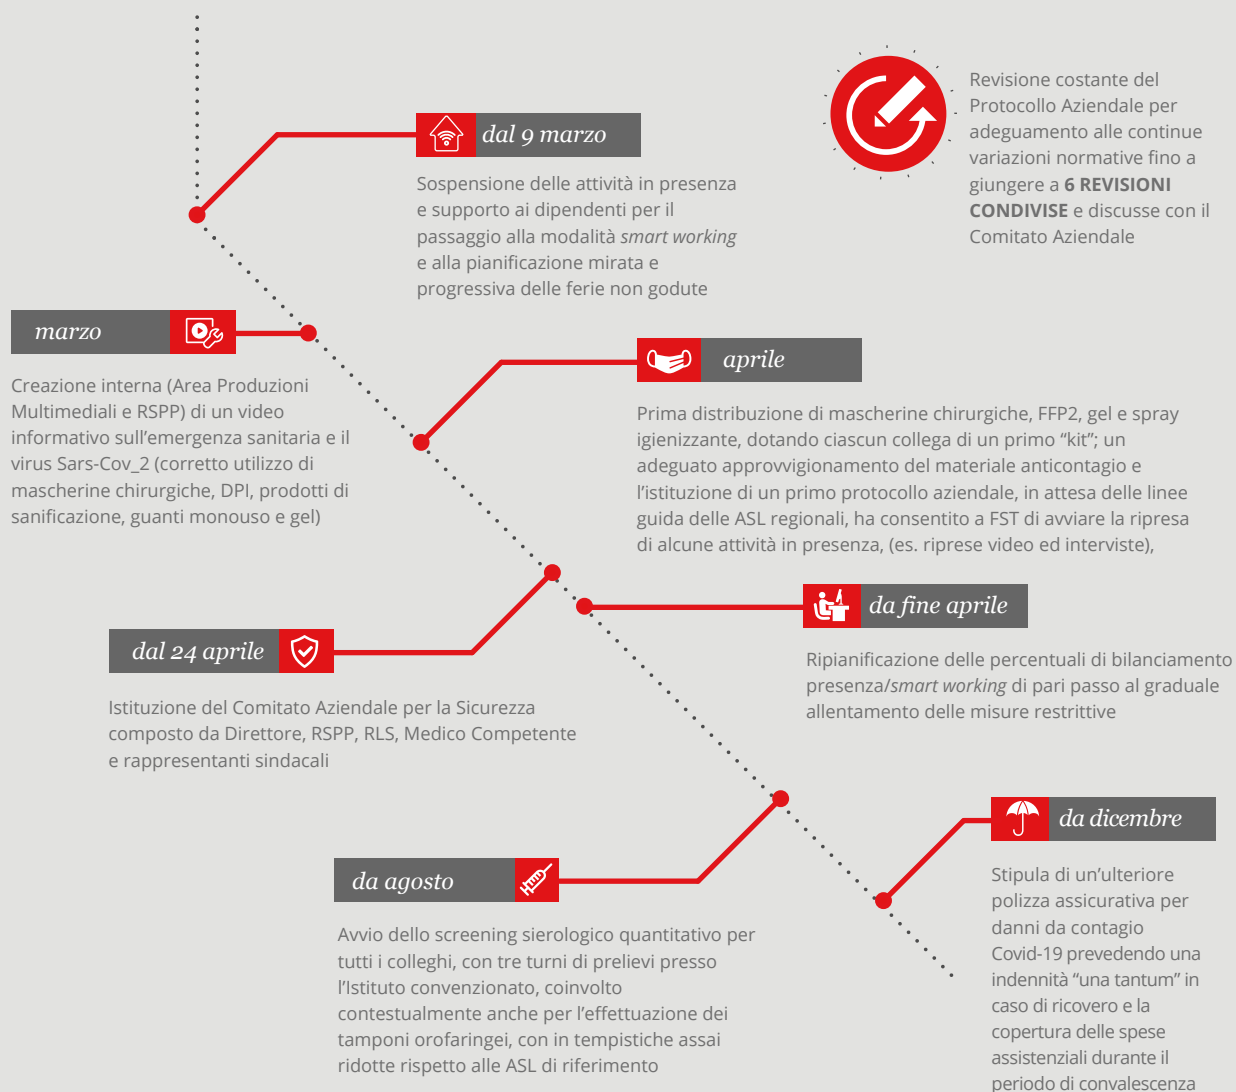 Revisione costante del
Protocollo Aziendale per
adeguamento alle continue
variazioni normative fino a
giungere a 6 REVISIONI
CONDIVISE e discusse con il
Comitato Aziendale
dal 9 marzo
Sospensione delle attività in presenza
e supporto ai dipendenti per il
passaggio alla modalità smart working
e alla pianificazione mirata e
progressiva delle ferie non godute
marzo
Creazione interna (Area Produzioni
Multimediali e RSPP) di un video
informativo sull’emergenza sanitaria e il
virus Sars-Cov_2 (corretto utilizzo di
mascherine chirurgiche, DPI, prodotti di
sanificazione, guanti monouso e gel)
aprile
Prima distribuzione di mascherine chirurgiche, FFP2, gel e spray
igienizzante, dotando ciascun collega di un primo “kit”; un
adeguato approvvigionamento del materiale anticontagio e
l’istituzione di un primo protocollo aziendale, in attesa delle linee
guida delle ASL regionali, ha consentito a FST di avviare la ripresa
di alcune attività in presenza, (es. riprese video ed interviste),
dal 24 aprile
Istituzione del Comitato Aziendale per la Sicurezza
composto da Direttore, RSPP, RLS, Medico Competente
e rappresentanti sindacali
da fine aprile
Ripianificazione delle percentuali di bilanciamento
presenza/smart working di pari passo al graduale
allentamento delle misure restrittive
da agosto
Avvio dello screening sierologico quantitativo per
tutti i colleghi, con tre turni di prelievi presso
l’Istituto convenzionato, coinvolto
contestualmente anche per l’effettuazione dei
tamponi orofaringei, con in tempistiche assai
ridotte rispetto alle ASL di riferimento
da dicembre
Stipula di un’ulteriore
polizza assicurativa per
danni da contagio
Covid-19 prevedendo una
indennità “una tantum” in
caso di ricovero e la
copertura delle spese
assistenziali durante il
periodo di convalescenza